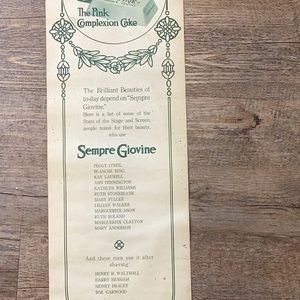 The Pink
Complexion Cake
The Brilliant Beauties of
to-day depend on "Sempre
Giovine."
Here is a list of some of the
Stars of the Stage and Screen,
people noted for their beauty,
who use
Sempre Giovine
PEGGY O'NEIL
BLANCHE RING
KAY LAURELL
ANN PENNINGTON
KATHLYN WILLIAMS
RUTH STONEHOUSE
MARY FULLER
LILLIAN WALKER
MARGUERITE SNOW
RUTH ROLAND
MARGUERITE CLAYTON
MARY ANDERSON
And these men use it after
shaving:
HENRY B. WALTHALL
HARRY BENHAM
SIDNEY BRACEY
WM. GARWOOD